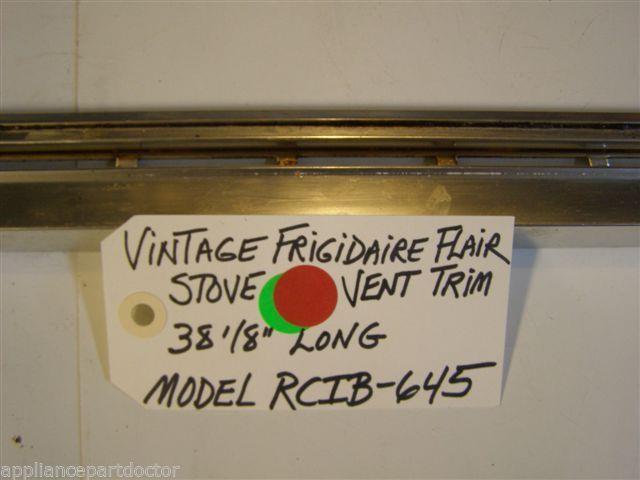 VINTAGE FRIGIDAIRE FLAIR
STOVE VENT TRIM
38 1/8" LONG
MODEL RCIB-645
appliancepartdoctor